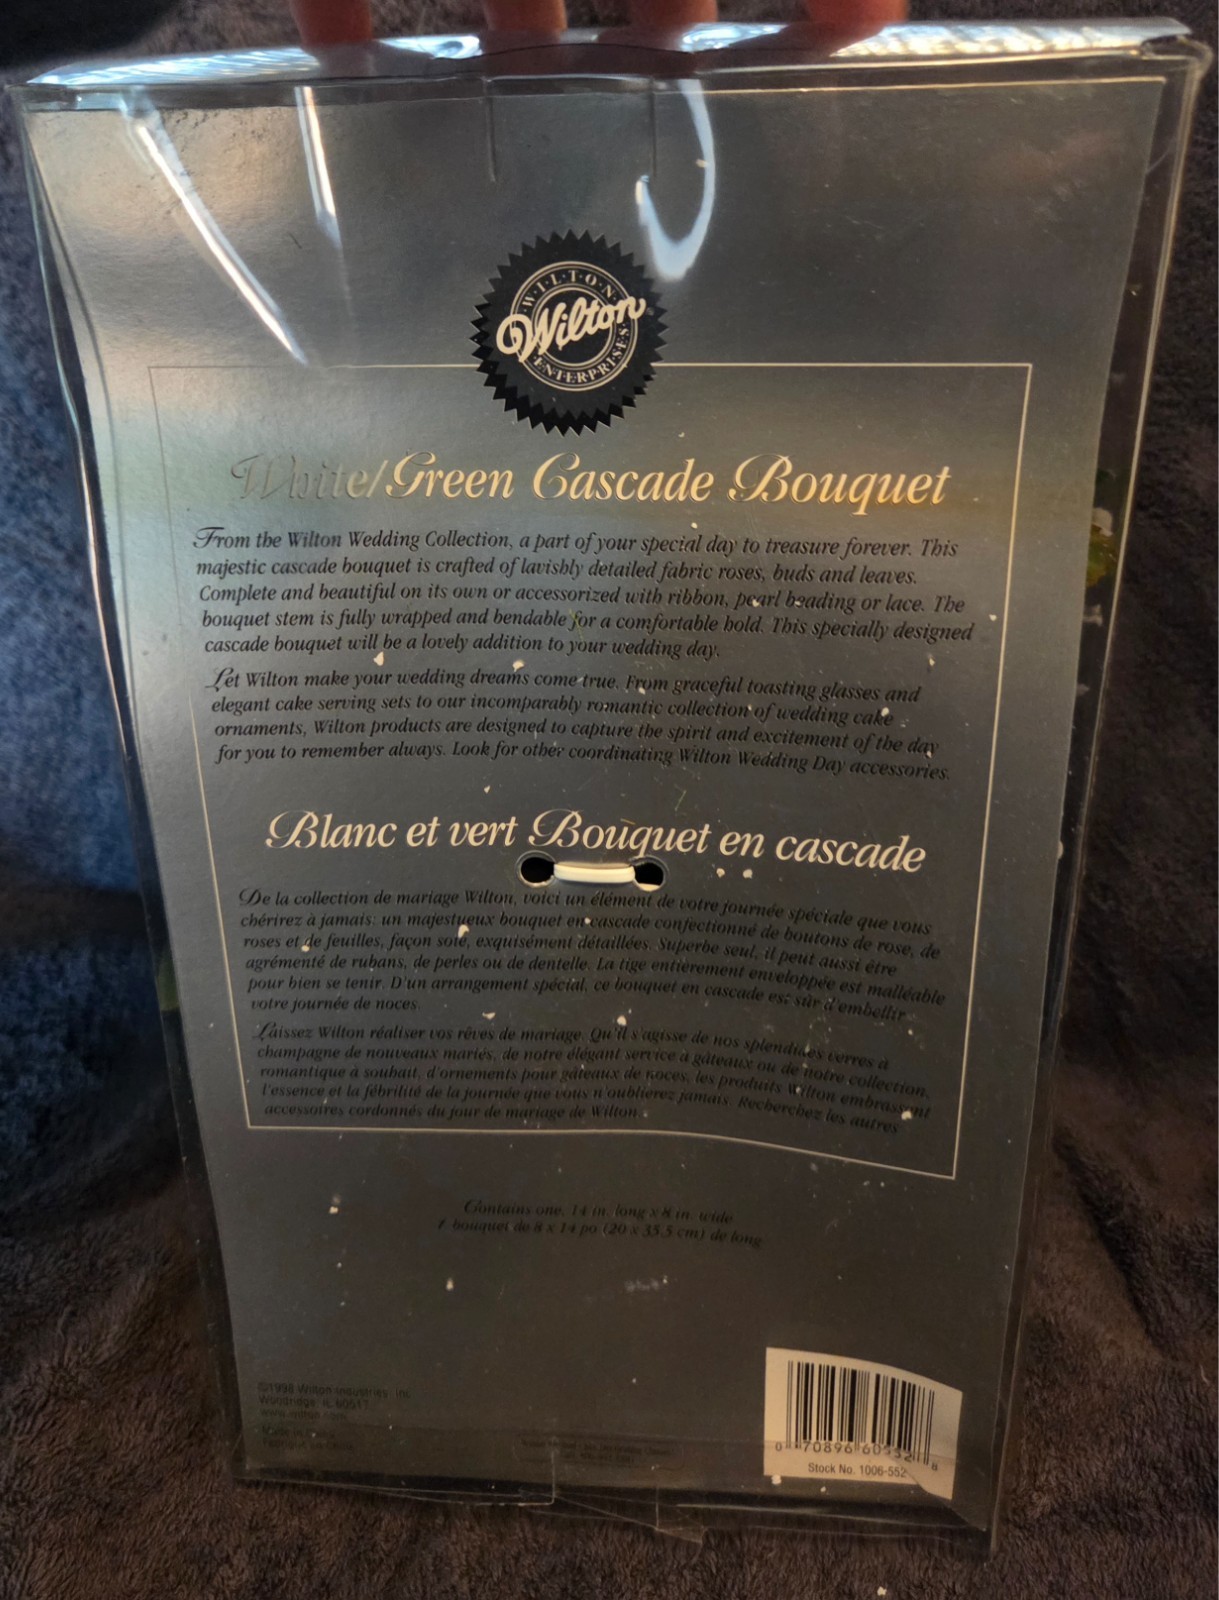 WILTON
Wilton
ENTERPRISES
White/Green Cascade Bouquet
From the Wilton Wedding Collection, a part of your special day to treasure forever. This
majestic cascade bouquet is crafted of lavishly detailed fabric roses, buds and leaves.
Complete and beautiful on its own or accessorized with ribbon, pearl beading or lace. The
bouquet stem is fully wrapped and bendable for a comfortable hold. This specially designed
cascade bouquet will be a lovely addition to your wedding day.
Let Wilton make your wedding dreams come true. From graceful toasting glasses and
elegant cake serving sets to our incomparably romantic collection of wedding cake
ornaments, Wilton products are designed to capture the spirit and excitement of the day
for you to remember always. Look for other coordinating Wilton Wedding Day accessories.
Blanc et vert Bouquet en cascade
De la collection de mariage Wilton, voici un élément de votre journée spéciale que vous
chérirez à jamais: un majestueux bouquet en cascade confectionné de boutons de rose, de
roses et de feuilles, façon soie, exquisément détaillées. Superbe seul, il peut aussi être
agrémenté de rubans, de perles ou de dentelle. La tige entièrement enveloppée est malléable
pour bien se tenir. D'un arrangement spécial, ce bouquet en cascade est sûr d'embellir
votre journée de noces.
Laissez Wilton réaliser vos rêves de mariage. Qu'il s'agisse de nos splendides verres à
champagne de nouveaux mariés, de notre élégant service à gâteaux ou de notre collection,
romantique à souhait, d'ornements pour gâteaux de noces, les produits Wilton embrassent
l'essence et la fébrilité de la journée que vous n'oublierez jamais. Recherchez les autres
accessoires cordonnés du jour de mariage de Wilton.
Contains one, 14 in. long x 8 in. wide
1 bouquet de 8 x 14 po (20 x 35.5 cm) de long
©1998 Wilton Industries, Inc.
Woodridge, IL 60517
www.wilton.com
Made in China
0 70896 60552 8
Stock No. 1006-552